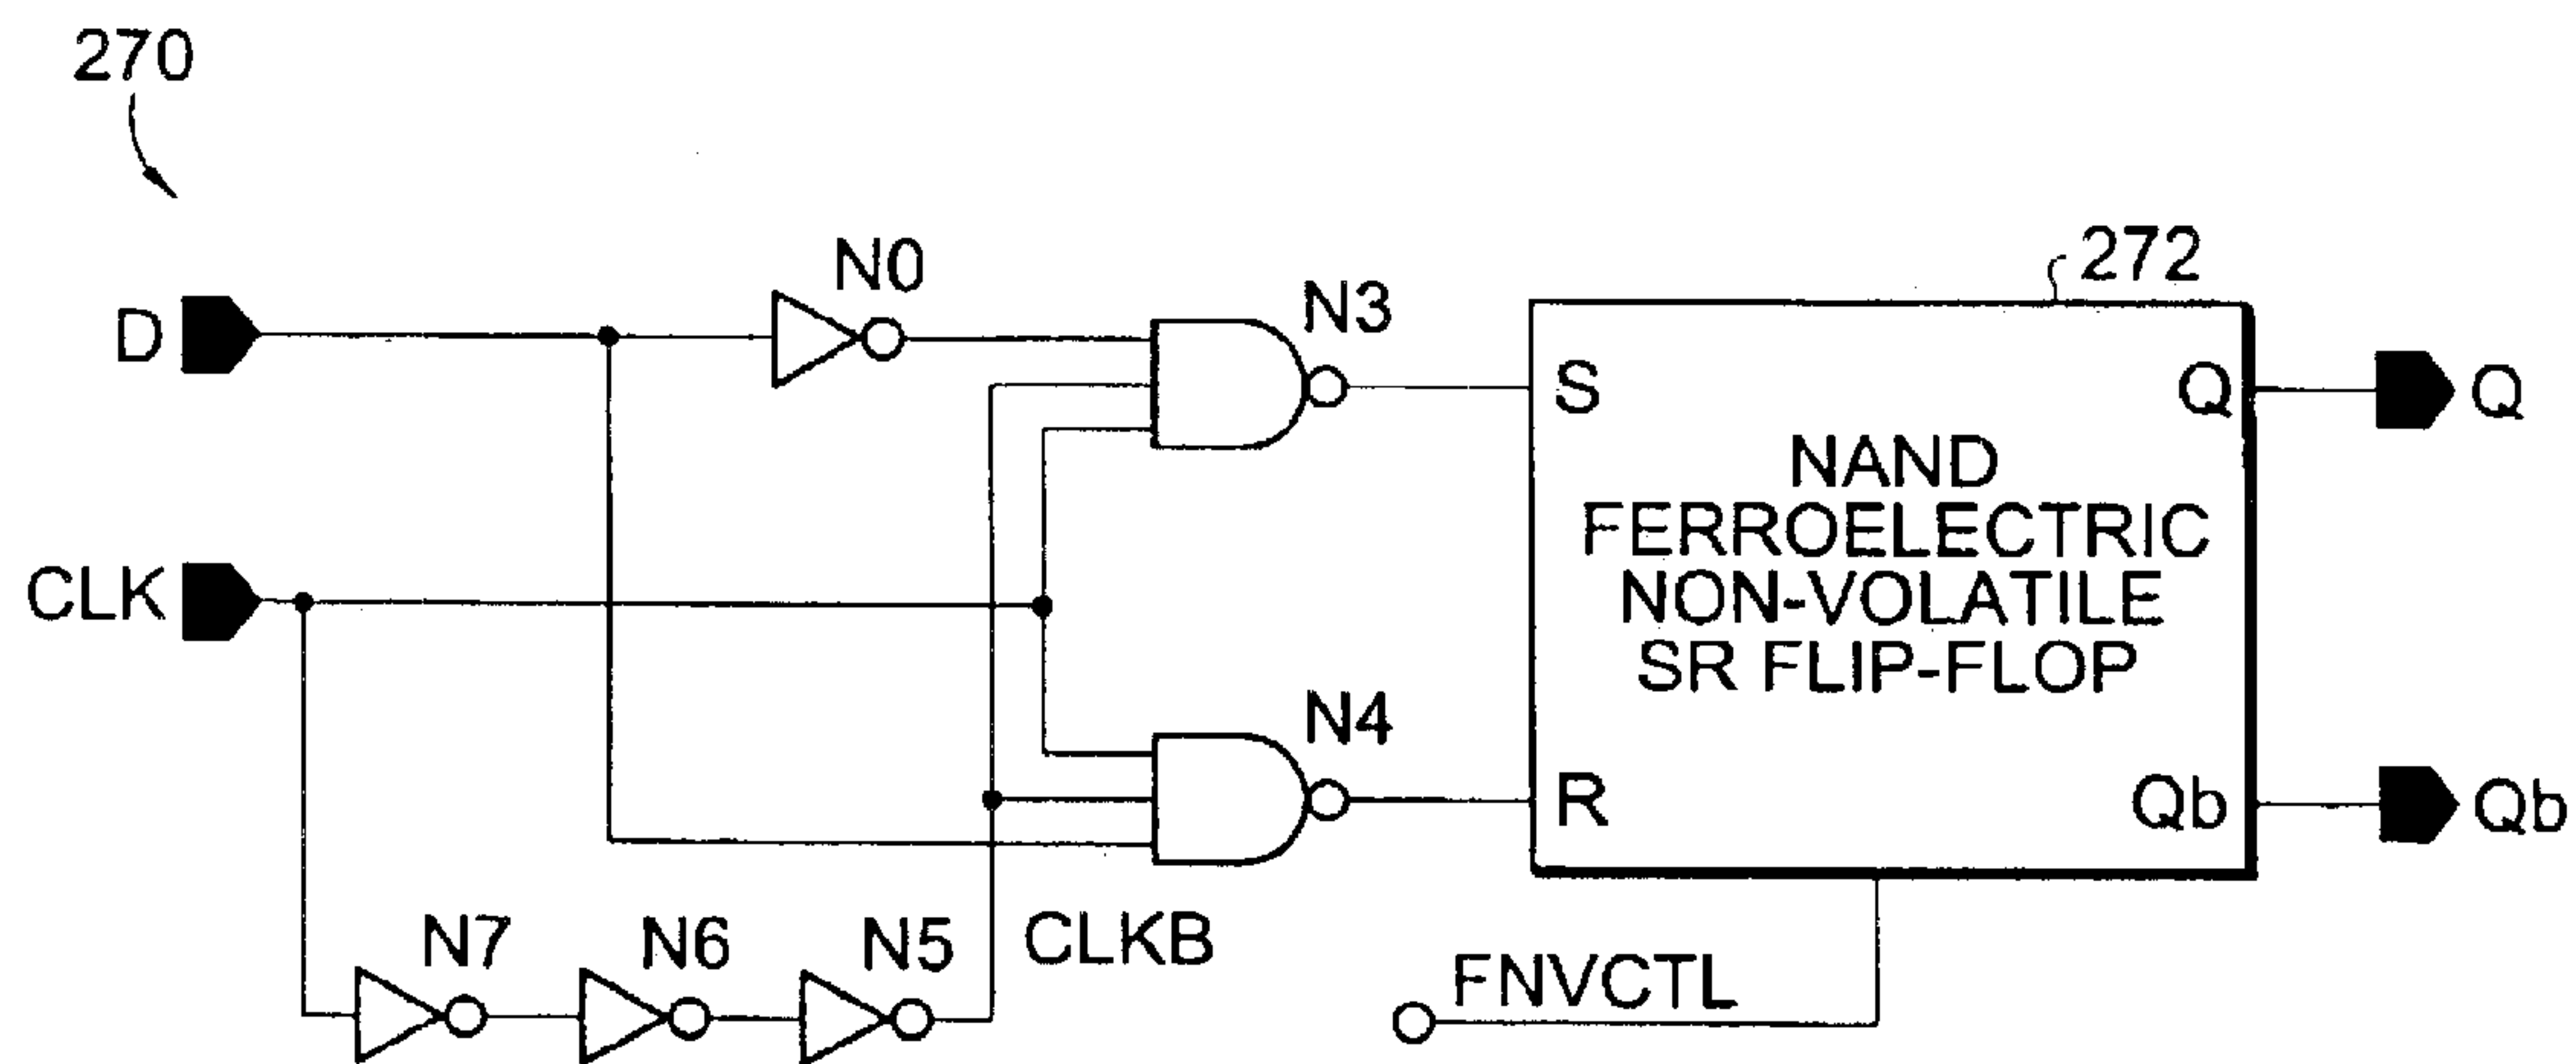 270
272
N0
N3
D
S
Q
Q
NAND
FERROELECTRIC
NON-VOLATILE
SR FLIP-FLOP
CLK
N4
R
Qb
Qb
N7
N6
N5
CLKB
FNVCTL